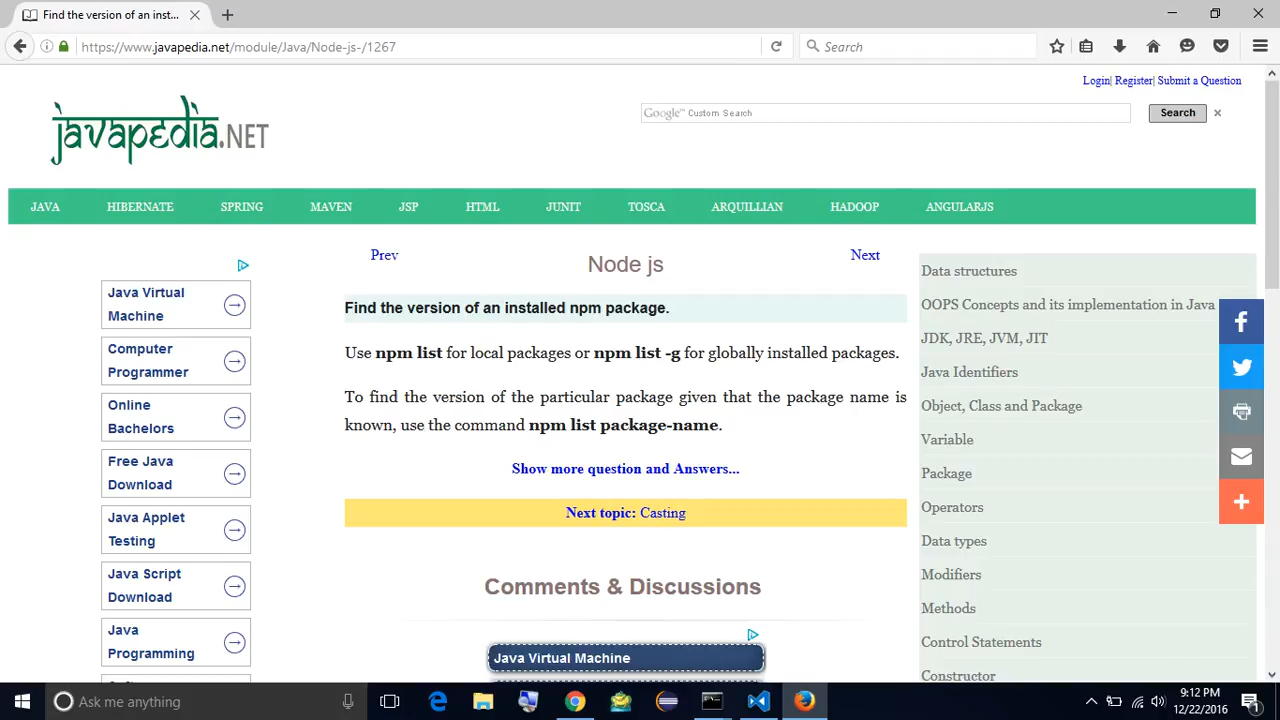 Find the version of an inst...
https://www.javapedia.net/module/Java/Node-js-/1267
Search
Login| Register| Submit a Question
javapedia.NET
Google™ Custom Search
Search
JAVA HIBERNATE SPRING MAVEN JSP HTML JUNIT TOSCA ARQUILLIAN HADOOP ANGULARJS
Prev
Next
Node js
Find the version of an installed npm package.
Use npm list for local packages or npm list -g for globally installed packages.
To find the version of the particular package given that the package name is
known, use the command npm list package-name.
Show more question and Answers...
Next topic: Casting
Comments & Discussions
Java Virtual Machine
Java Virtual
Machine
Computer
Programmer
Online
Bachelors
Free Java
Download
Java Applet
Testing
Java Script
Download
Java
Programming
Data structures
OOPS Concepts and its implementation in Java
JDK, JRE, JVM, JIT
Java Identifiers
Object, Class and Package
Variable
Package
Operators
Data types
Modifiers
Methods
Control Statements
Constructor
Ask me anything
9:12 PM
12/22/2016